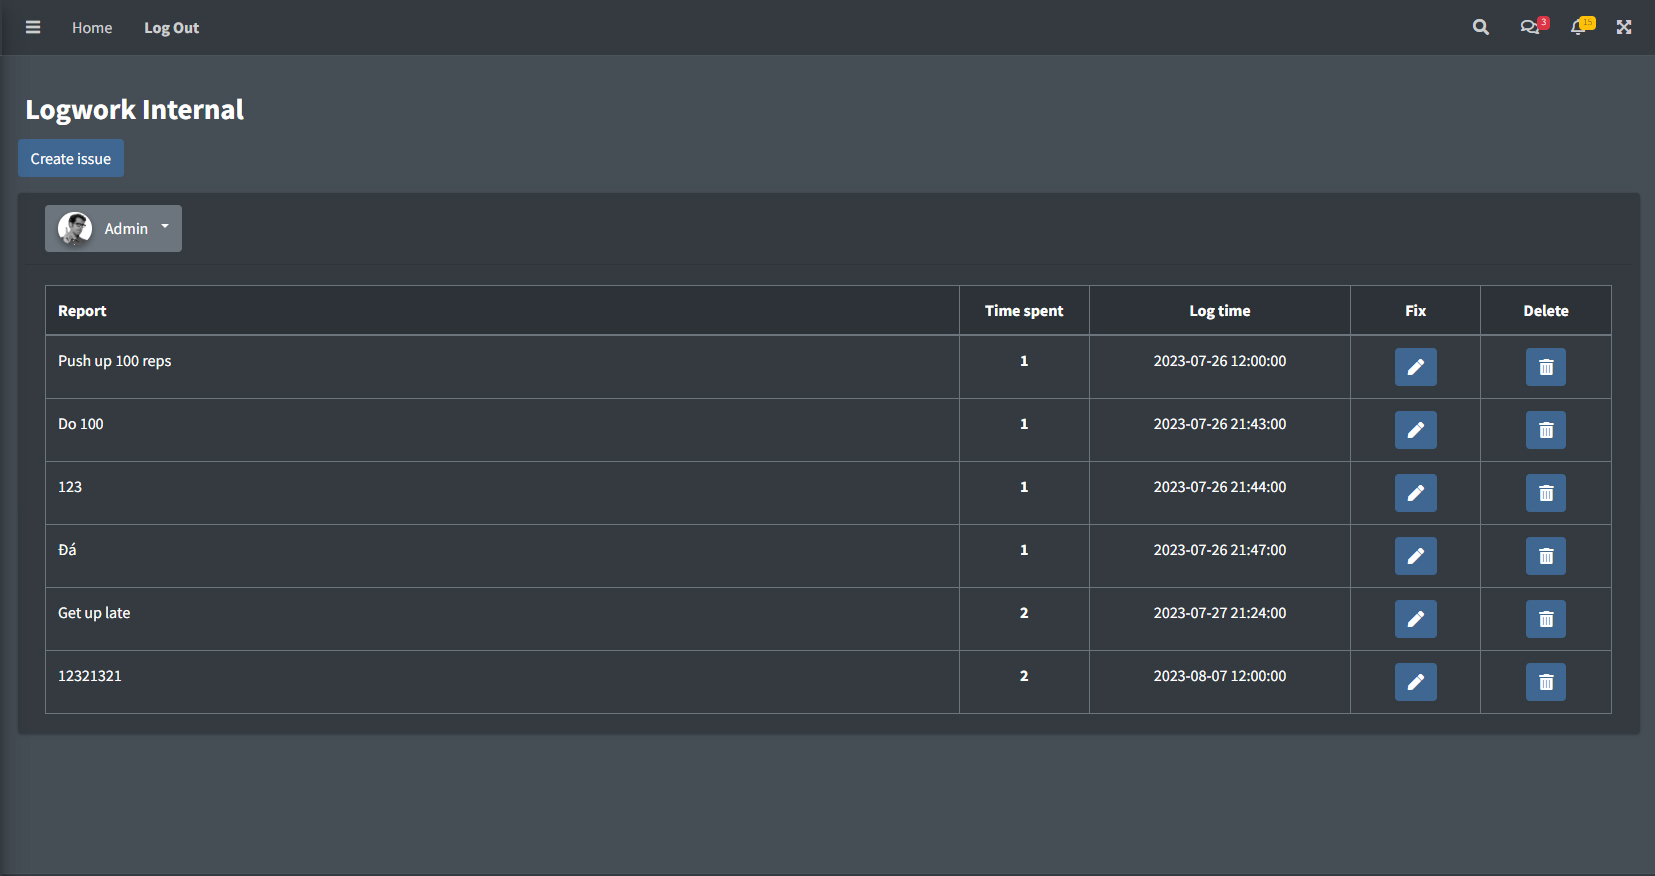 Home Log Out 3 15
Logwork Internal
Create issue
Admin
Report Time spent Log time Fix Delete
Push up 100 reps 1 2023-07-26 12:00:00
Do 100 1 2023-07-26 21:43:00
123 1 2023-07-26 21:44:00
Đá 1 2023-07-26 21:47:00
Get up late 2 2023-07-27 21:24:00
12321321 2 2023-08-07 12:00:00